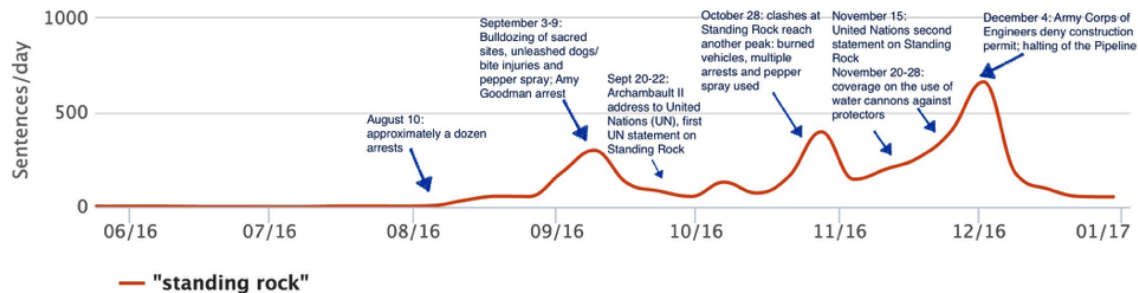 1000
500
0
Sentences/day
August 10:
approximately a dozen
arrests
September 3-9:
Bulldozing of sacred
sites, unleashed dogs/
bite injuries and
pepper spray; Amy
Goodman arrest
Sept 20-22:
Archambault II
address to United
Nations (UN), first
UN statement on
Standing Rock
October 28: clashes at
Standing Rock reach
another peak: burned
vehicles, multiple
arrests and pepper
spray used
November 15:
United Nations second
statement on Standing
Rock
November 20-28:
coverage on the use of
water cannons against
protectors
December 4: Army Corps of
Engineers deny construction
permit; halting of the Pipeline
06/16
07/16
08/16
09/16
10/16
11/16
12/16
01/17
"standing rock"